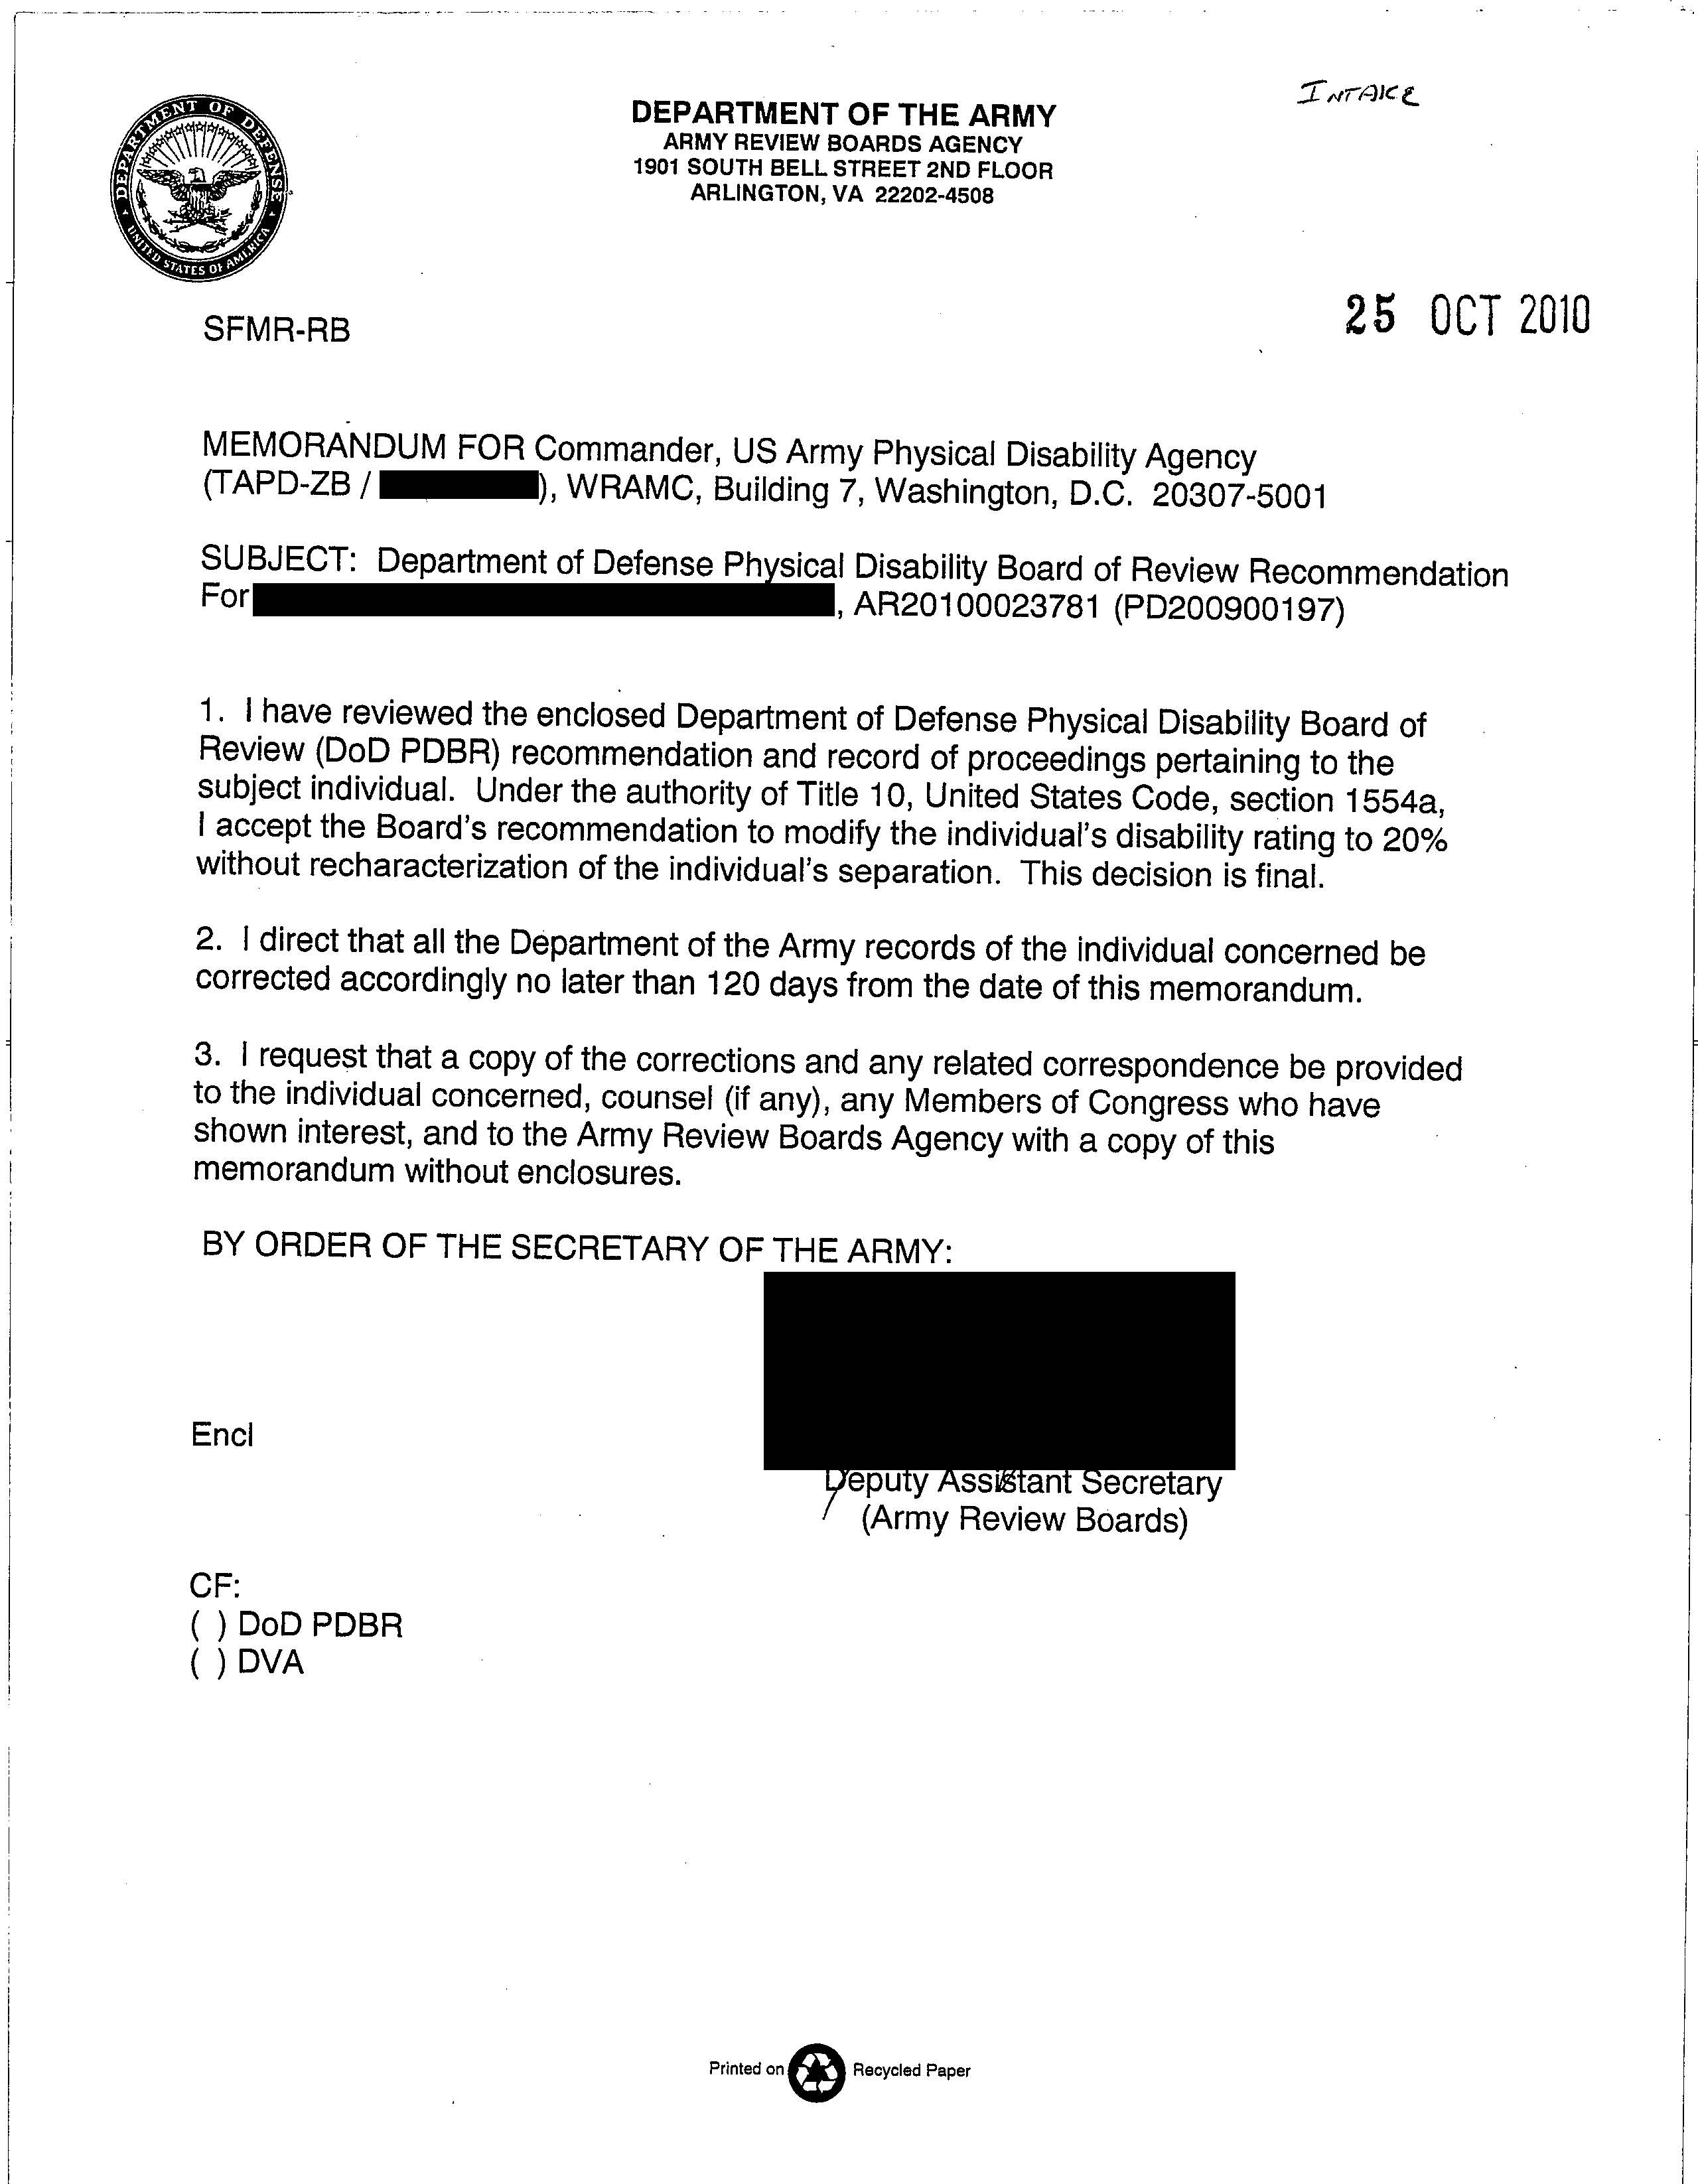 INTAKE
DEPARTMENT OF DEFENSE
UNITED STATES OF AMERICA
DEPARTMENT OF THE ARMY
ARMY REVIEW BOARDS AGENCY
1901 SOUTH BELL STREET 2ND FLOOR
ARLINGTON, VA 22202-4508
25 OCT 2010
SFMR-RB
MEMORANDUM FOR Commander, US Army Physical Disability Agency
(TAPD-ZB / ), WRAMC, Building 7, Washington, D.C. 20307-5001
SUBJECT: Department of Defense Physical Disability Board of Review Recommendation
For , AR20100023781 (PD200900197)
1. I have reviewed the enclosed Department of Defense Physical Disability Board of
Review (DoD PDBR) recommendation and record of proceedings pertaining to the
subject individual. Under the authority of Title 10, United States Code, section 1554a,
I accept the Board's recommendation to modify the individual's disability rating to 20%
without recharacterization of the individual's separation. This decision is final.
2. I direct that all the Department of the Army records of the individual concerned be
corrected accordingly no later than 120 days from the date of this memorandum.
3. I request that a copy of the corrections and any related correspondence be provided
to the individual concerned, counsel (if any), any Members of Congress who have
shown interest, and to the Army Review Boards Agency with a copy of this
memorandum without enclosures.
BY ORDER OF THE SECRETARY OF THE ARMY:
Encl
Deputy Assistant Secretary
(Army Review Boards)
CF:
( ) DoD PDBR
( ) DVA
Printed on Recycled Paper